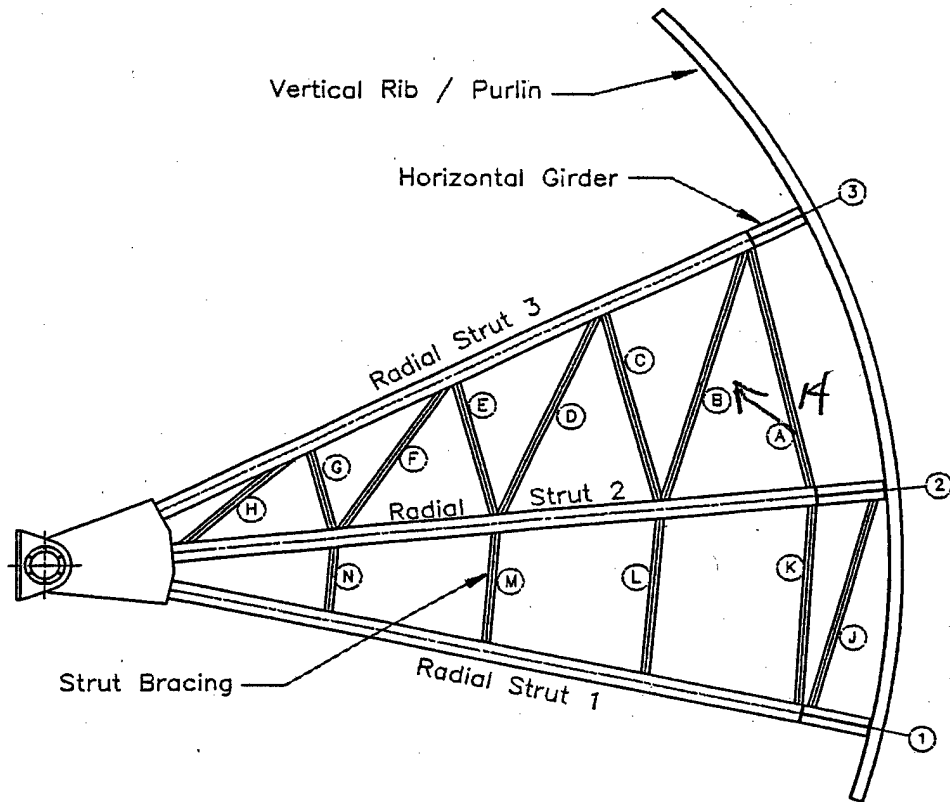 Vertical Rib / Purlin
Horizontal Girder
3
Radial Strut 3
C
B
A
E
D
G
F
H
Radial Strut 2
2
N
M
L
K
J
Strut Bracing
Radial Strut 1
1